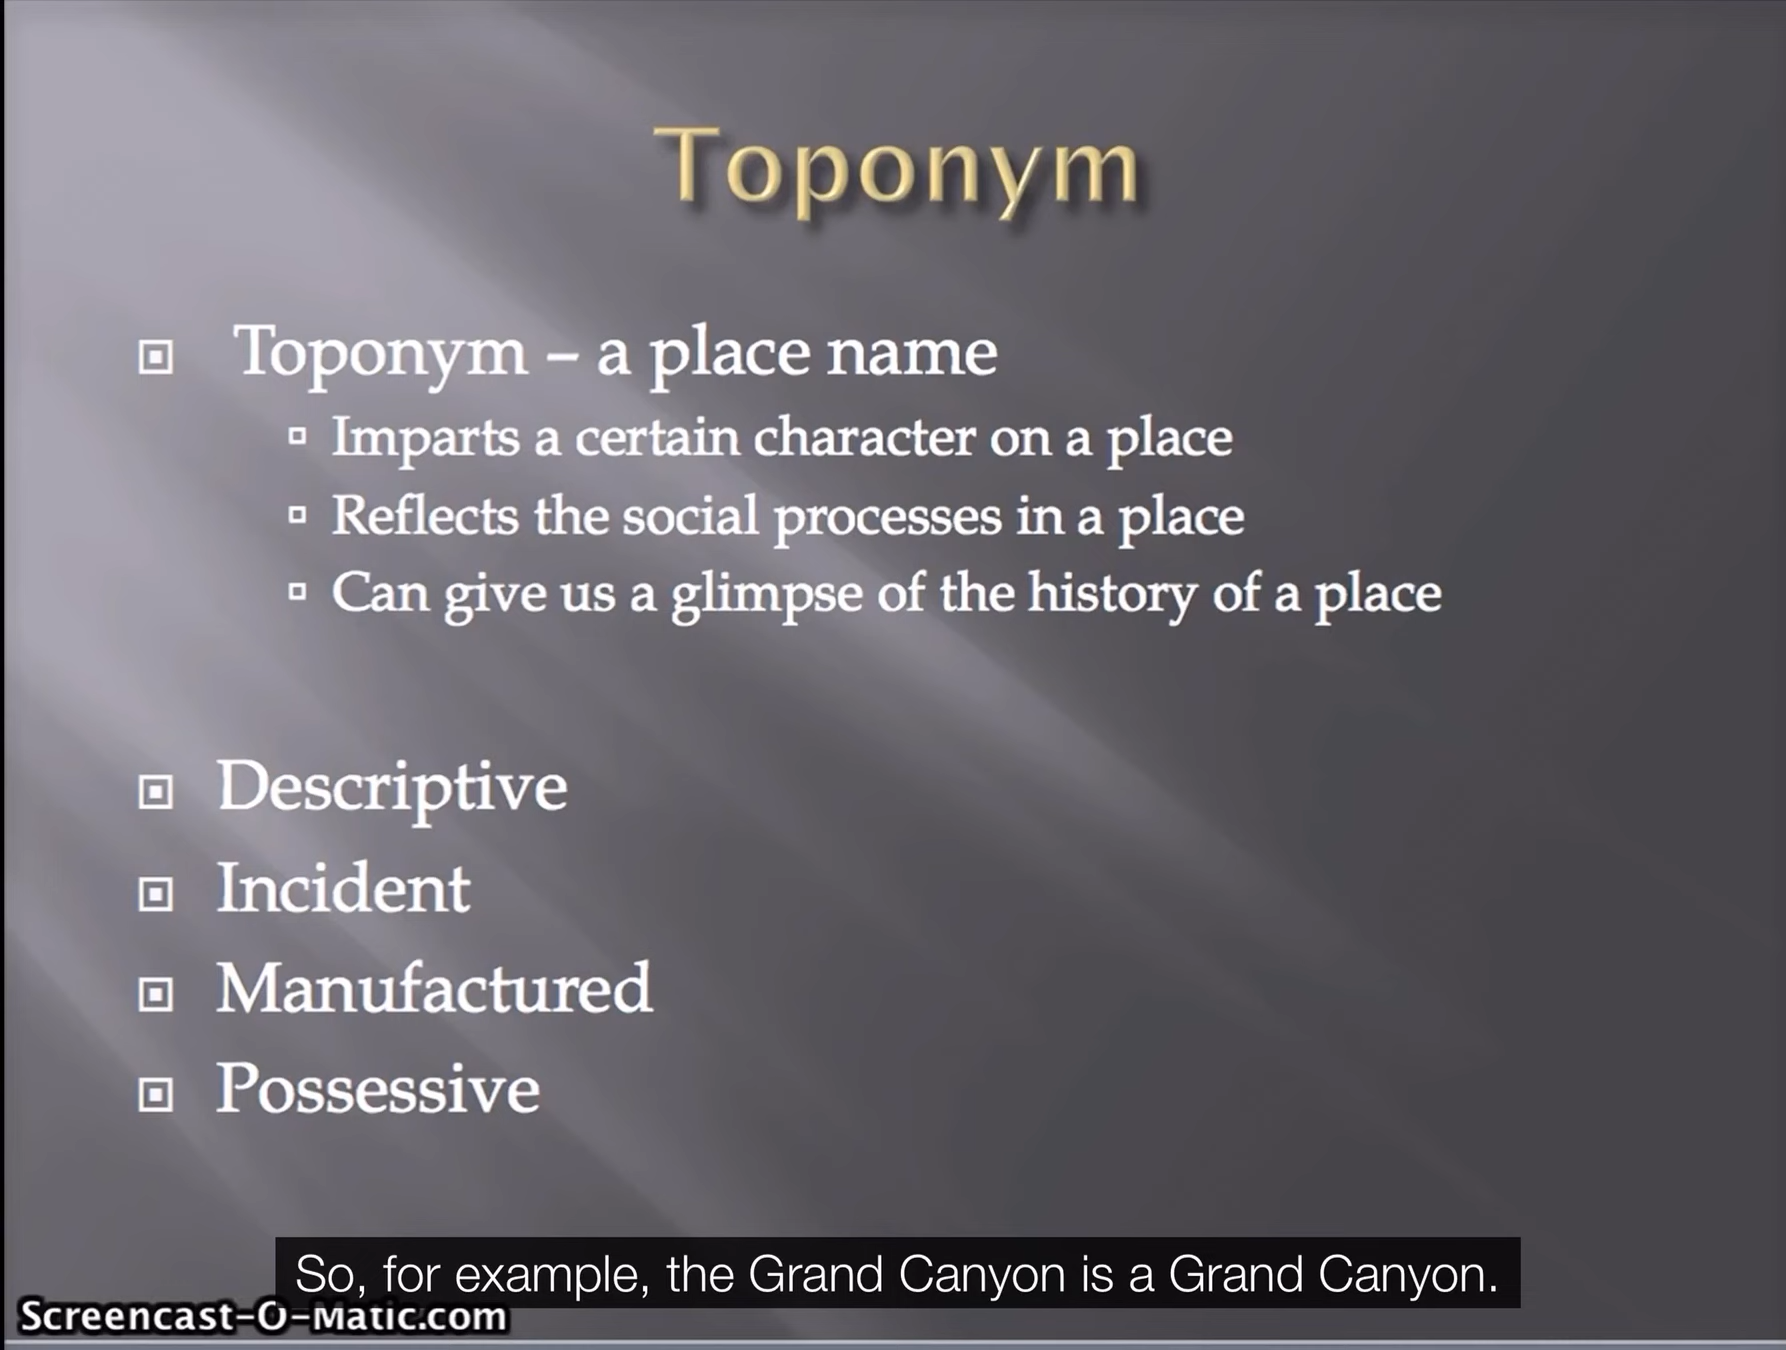 Toponym
Toponym – a place name
Imparts a certain character on a place
Reflects the social processes in a place
Can give us a glimpse of the history of a place
Descriptive
Incident
Manufactured
Possessive
So, for example, the Grand Canyon is a Grand Canyon.
Screencast-O-Matic.com